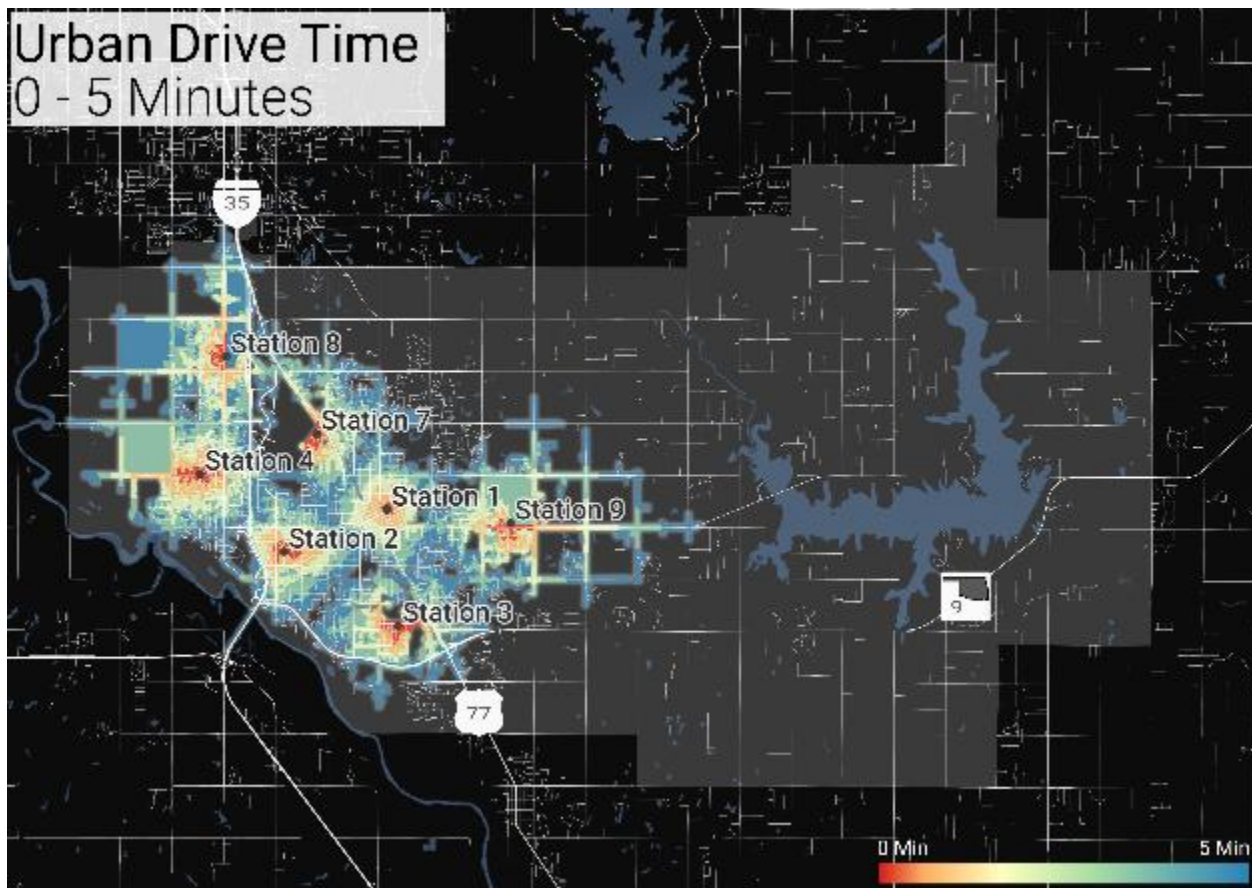 Urban Drive Time
0 - 5 Minutes
35
Station 8
Station 7
Station 4
Station 1
Station 9
Station 2
Station 3
9
77
0 Min
5 Min